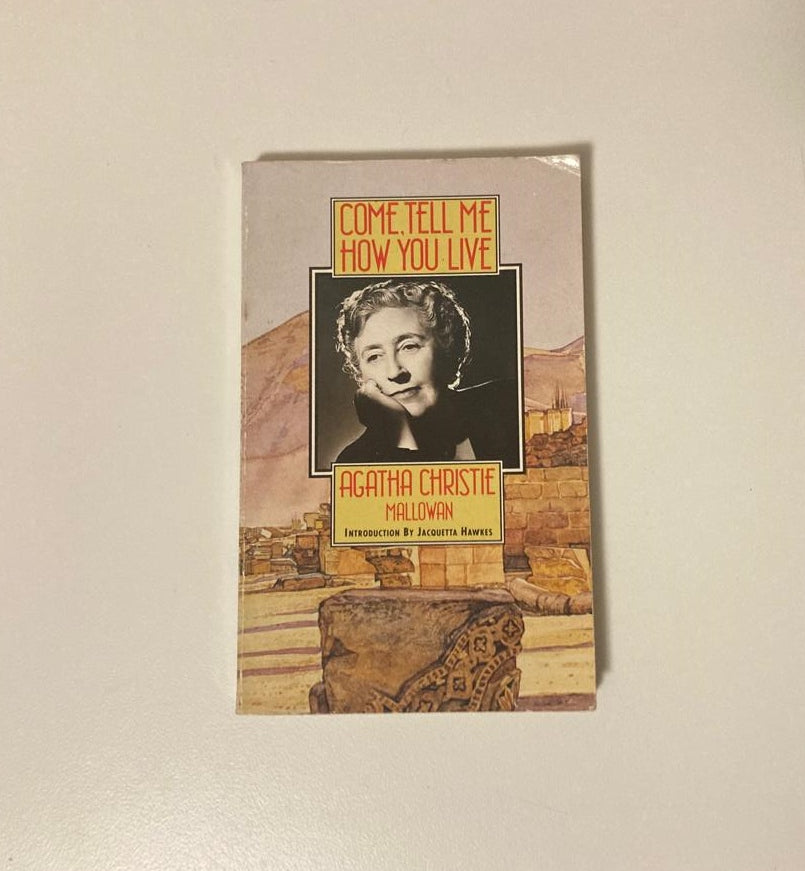 COME, TELL ME
HOW YOU LIVE
AGATHA CHRISTIE
MALLOWAN
INTRODUCTION BY JACQUETTA HAWKES